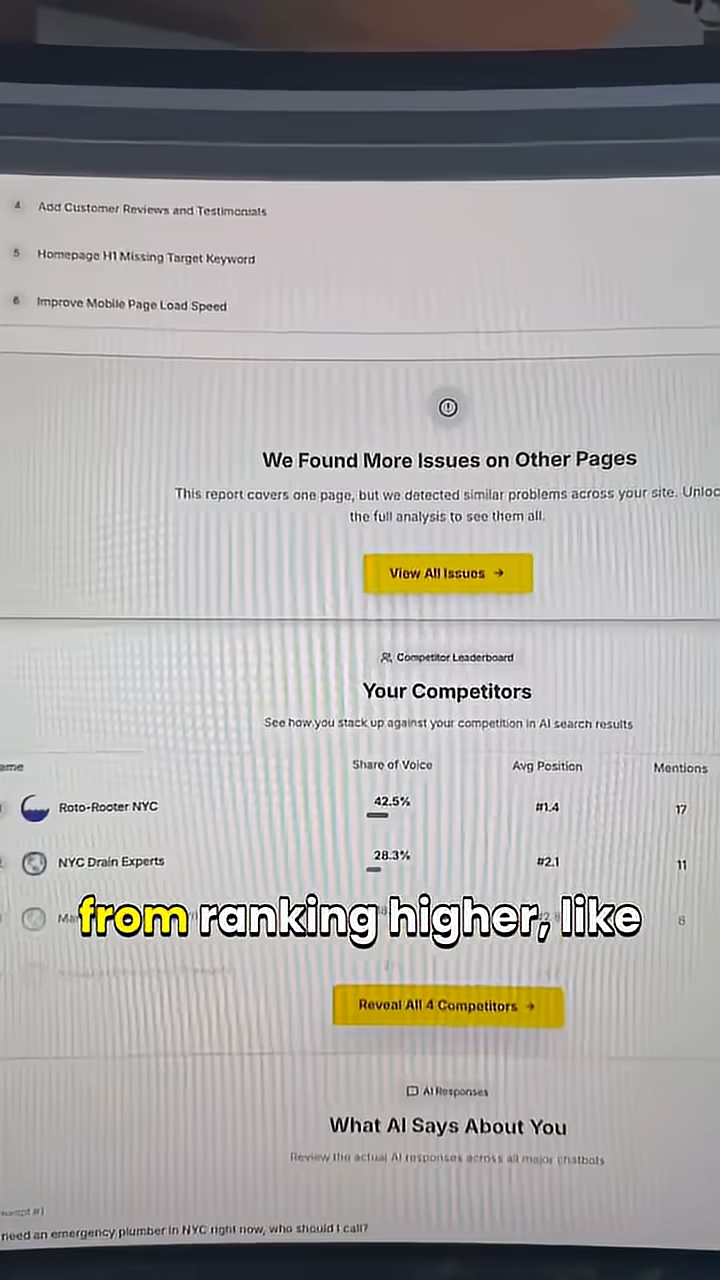 4 Add Customer Reviews and Testimonials
5 Homepage H1 Missing Target Keyword
6 Improve Mobile Page Load Speed
We Found More Issues on Other Pages
This report covers one page, but we detected similar problems across your site. Unloc
the full analysis to see them all.
View All Issues →
Competitor Leaderboard
Your Competitors
See how you stack up against your competition in AI search results
ame Share of Voice Avg Position Mentions
Roto-Rooter NYC 42.5% #1.4 17
NYC Drain Experts 28.3% #2.1 11
8
from ranking higher, like
Reveal All 4 Competitors →
AI Responses
What AI Says About You
Review the actual AI responses across all major chatbots
need an emergency plumber in NYC right now, who should I call?